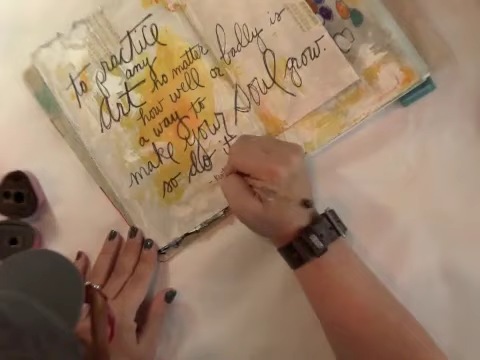 to practice
any
art no matter
how well or badly is
a way to
make your soul grow.
so do it